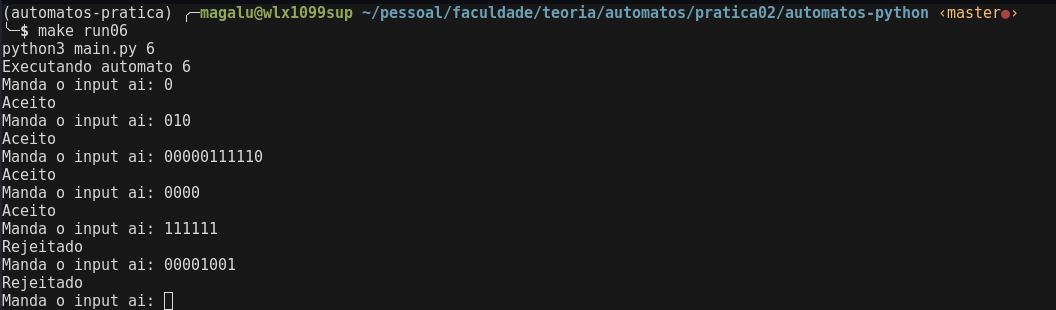 (automatos-pratica) ╭─magalu@wlx1099sup ~/pessoal/faculdade/teoria/automatos/pratica02/automatos-python ‹master●›
╰─$ make run06
python3 main.py 6
Executando automato 6
Manda o input ai: 0
Aceito
Manda o input ai: 010
Aceito
Manda o input ai: 00000111110
Aceito
Manda o input ai: 0000
Aceito
Manda o input ai: 111111
Rejeitado
Manda o input ai: 00001001
Rejeitado
Manda o input ai: